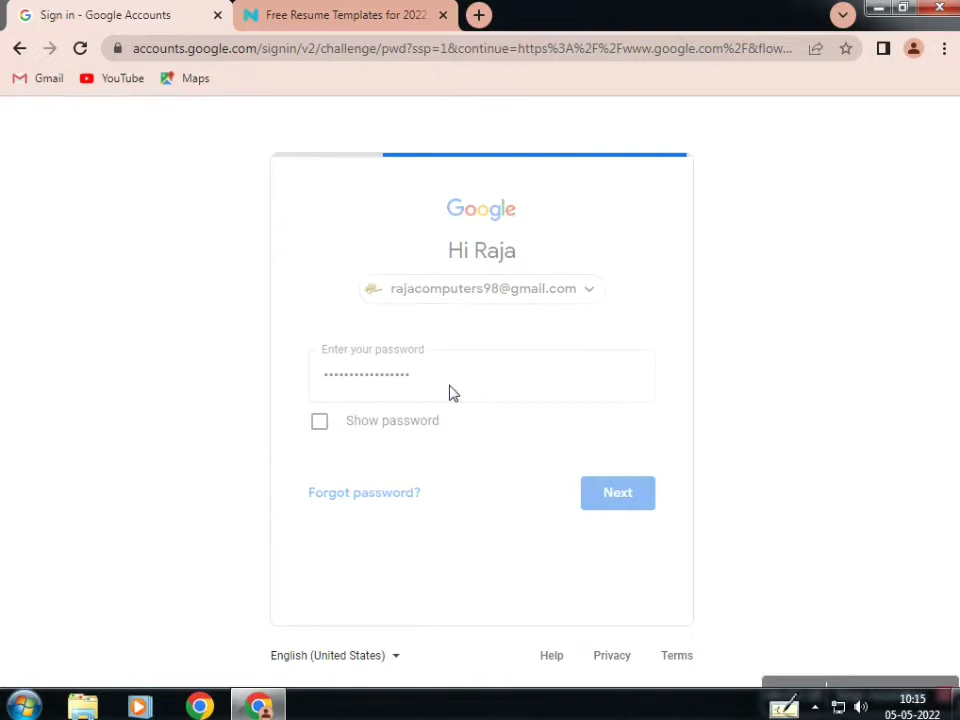 Sign in - Google Accounts
Free Resume Templates for 2022
accounts.google.com/signin/v2/challenge/pwd?ssp=1&continue=https%3A%2F%2Fwww.google.com%2F&flow...
Gmail
YouTube
Maps
Google
Hi Raja
rajacomputers98@gmail.com
Enter your password
•••••••••••••••••
Show password
Forgot password?
Next
English (United States)
Help
Privacy
Terms
10:15
05-05-2022